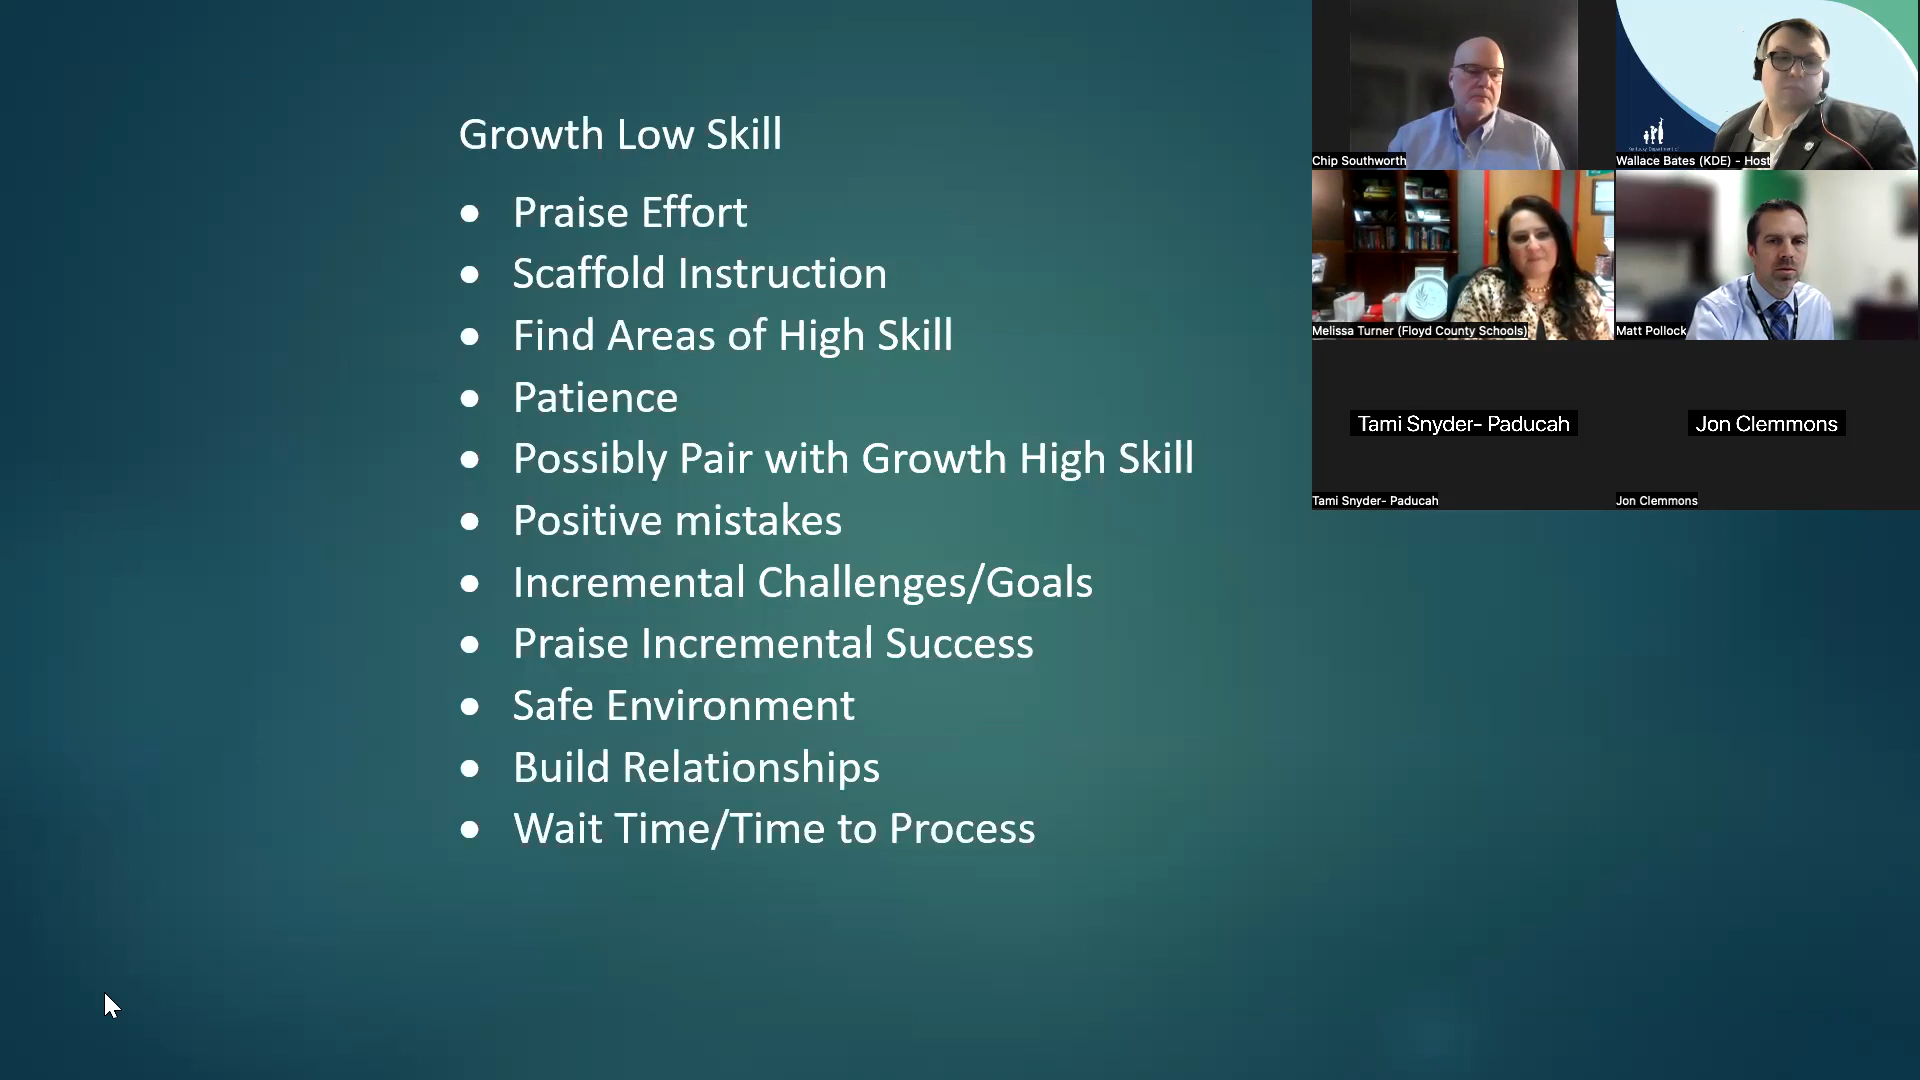 Growth Low Skill
● Praise Effort
● Scaffold Instruction
● Find Areas of High Skill
● Patience
● Possibly Pair with Growth High Skill
● Positive mistakes
● Incremental Challenges/Goals
● Praise Incremental Success
● Safe Environment
● Build Relationships
● Wait Time/Time to Process
Chip Southworth
Wallace Bates (KDE) - Host
Melissa Turner (Floyd County Schools)
Matt Pollock
Tami Snyder- Paducah
Jon Clemmons
Tami Snyder- Paducah
Jon Clemmons